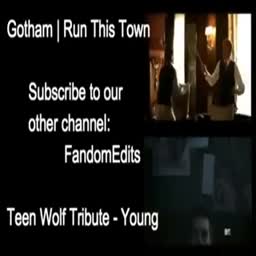 Gotham | Run This Town
Subscribe to our
other channel:
FandomEdits
Teen Wolf Tribute - Young